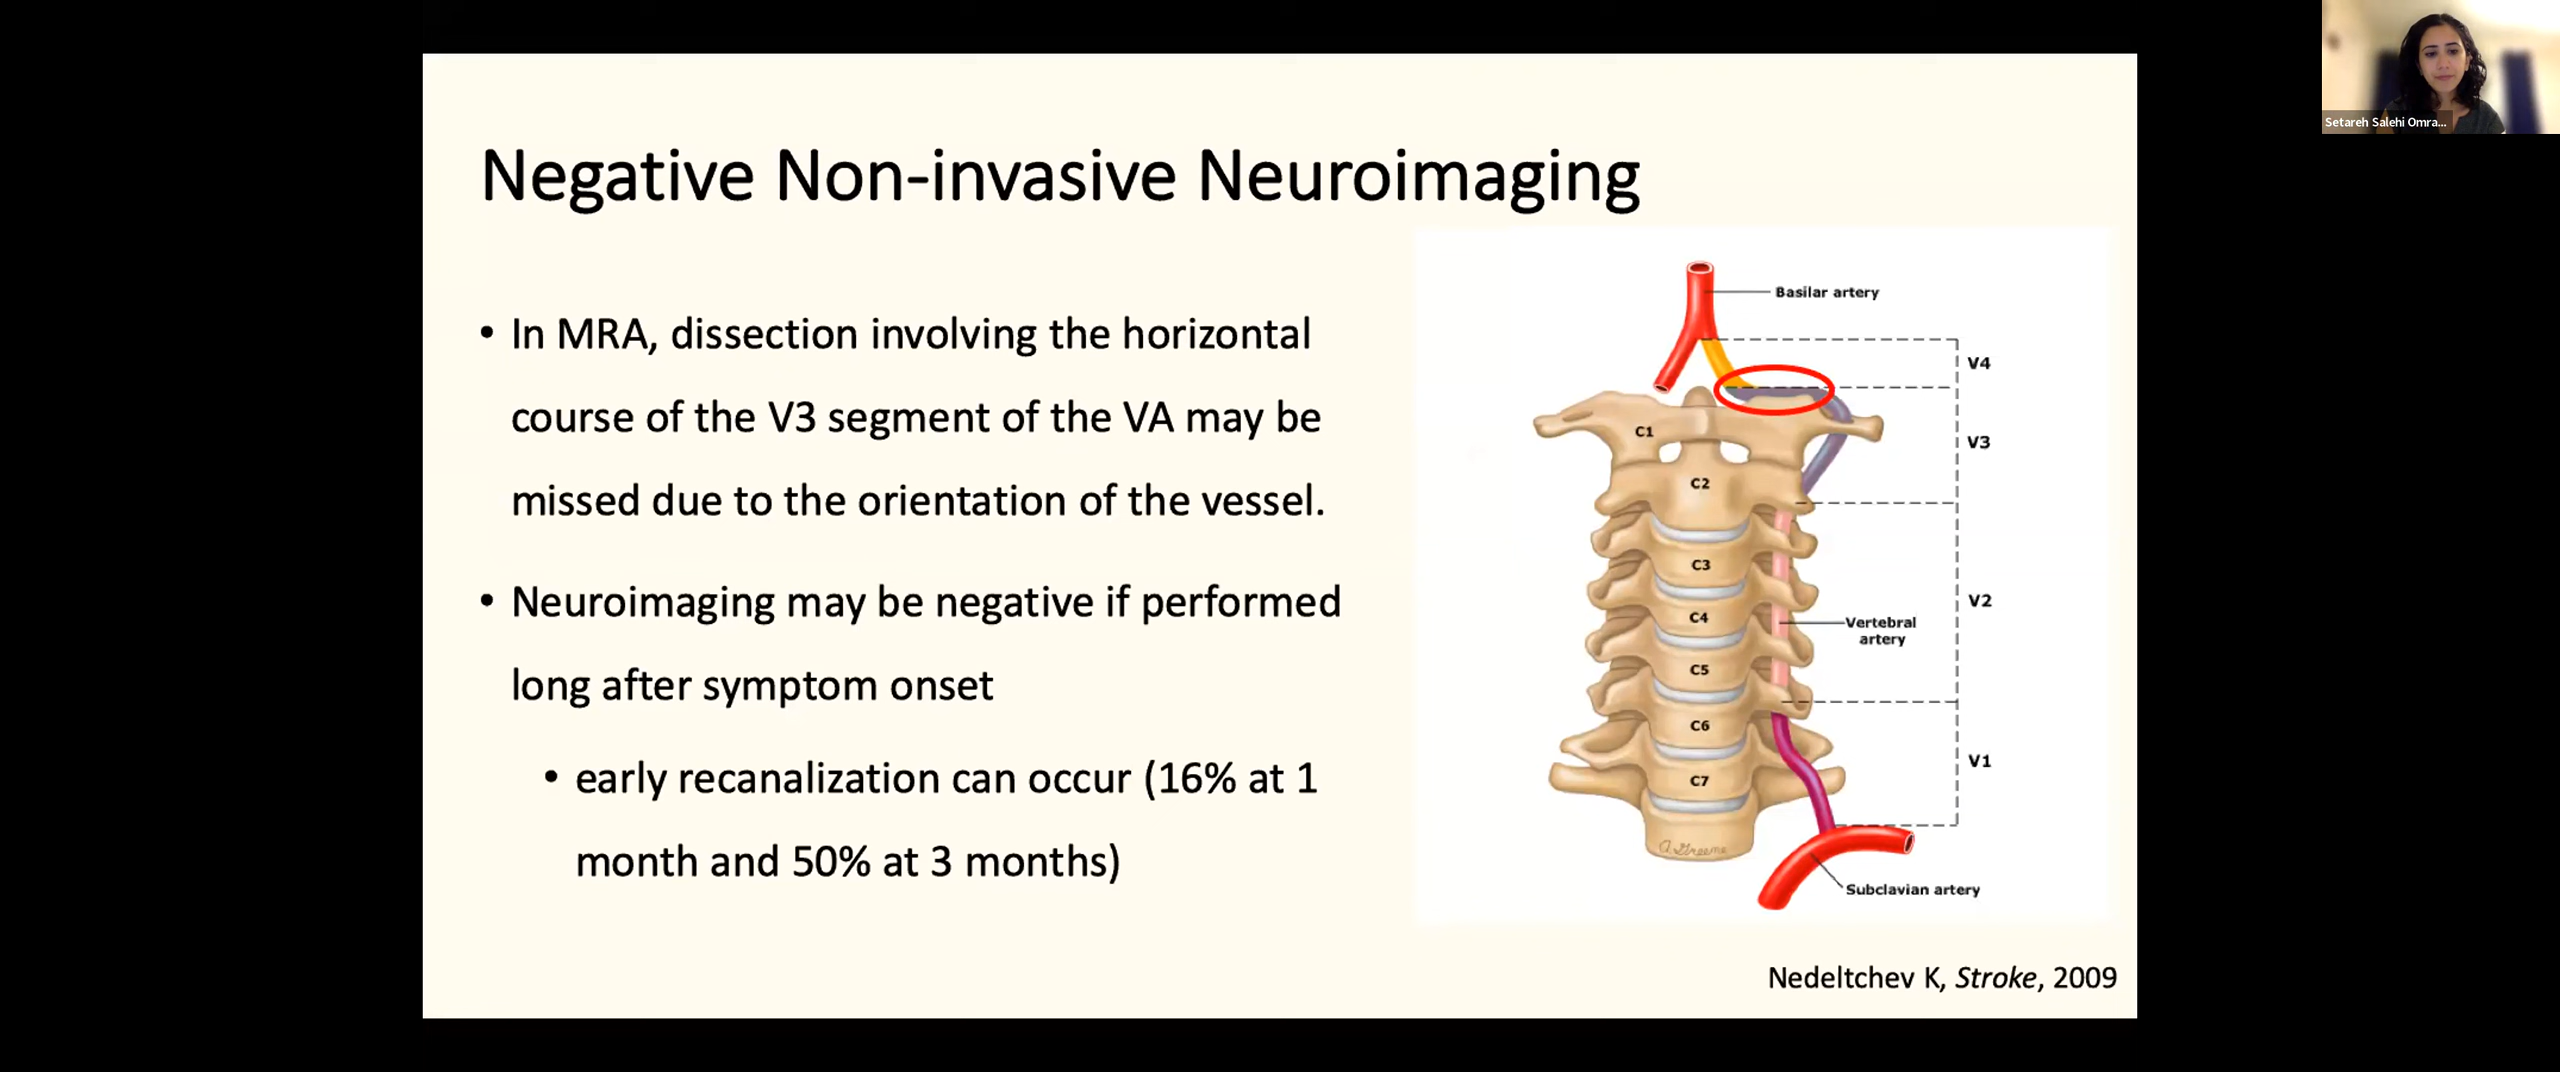 Setareh Salehi Omra...
Negative Non-invasive Neuroimaging
• In MRA, dissection involving the horizontal
course of the V3 segment of the VA may be
missed due to the orientation of the vessel.
• Neuroimaging may be negative if performed
long after symptom onset
• early recanalization can occur (16% at 1
month and 50% at 3 months)
Basilar artery
V4
C1
V3
C2
C3
V2
C4
Vertebral
artery
C5
C6
V1
C7
Subclavian artery
Nedeltchev K, Stroke, 2009